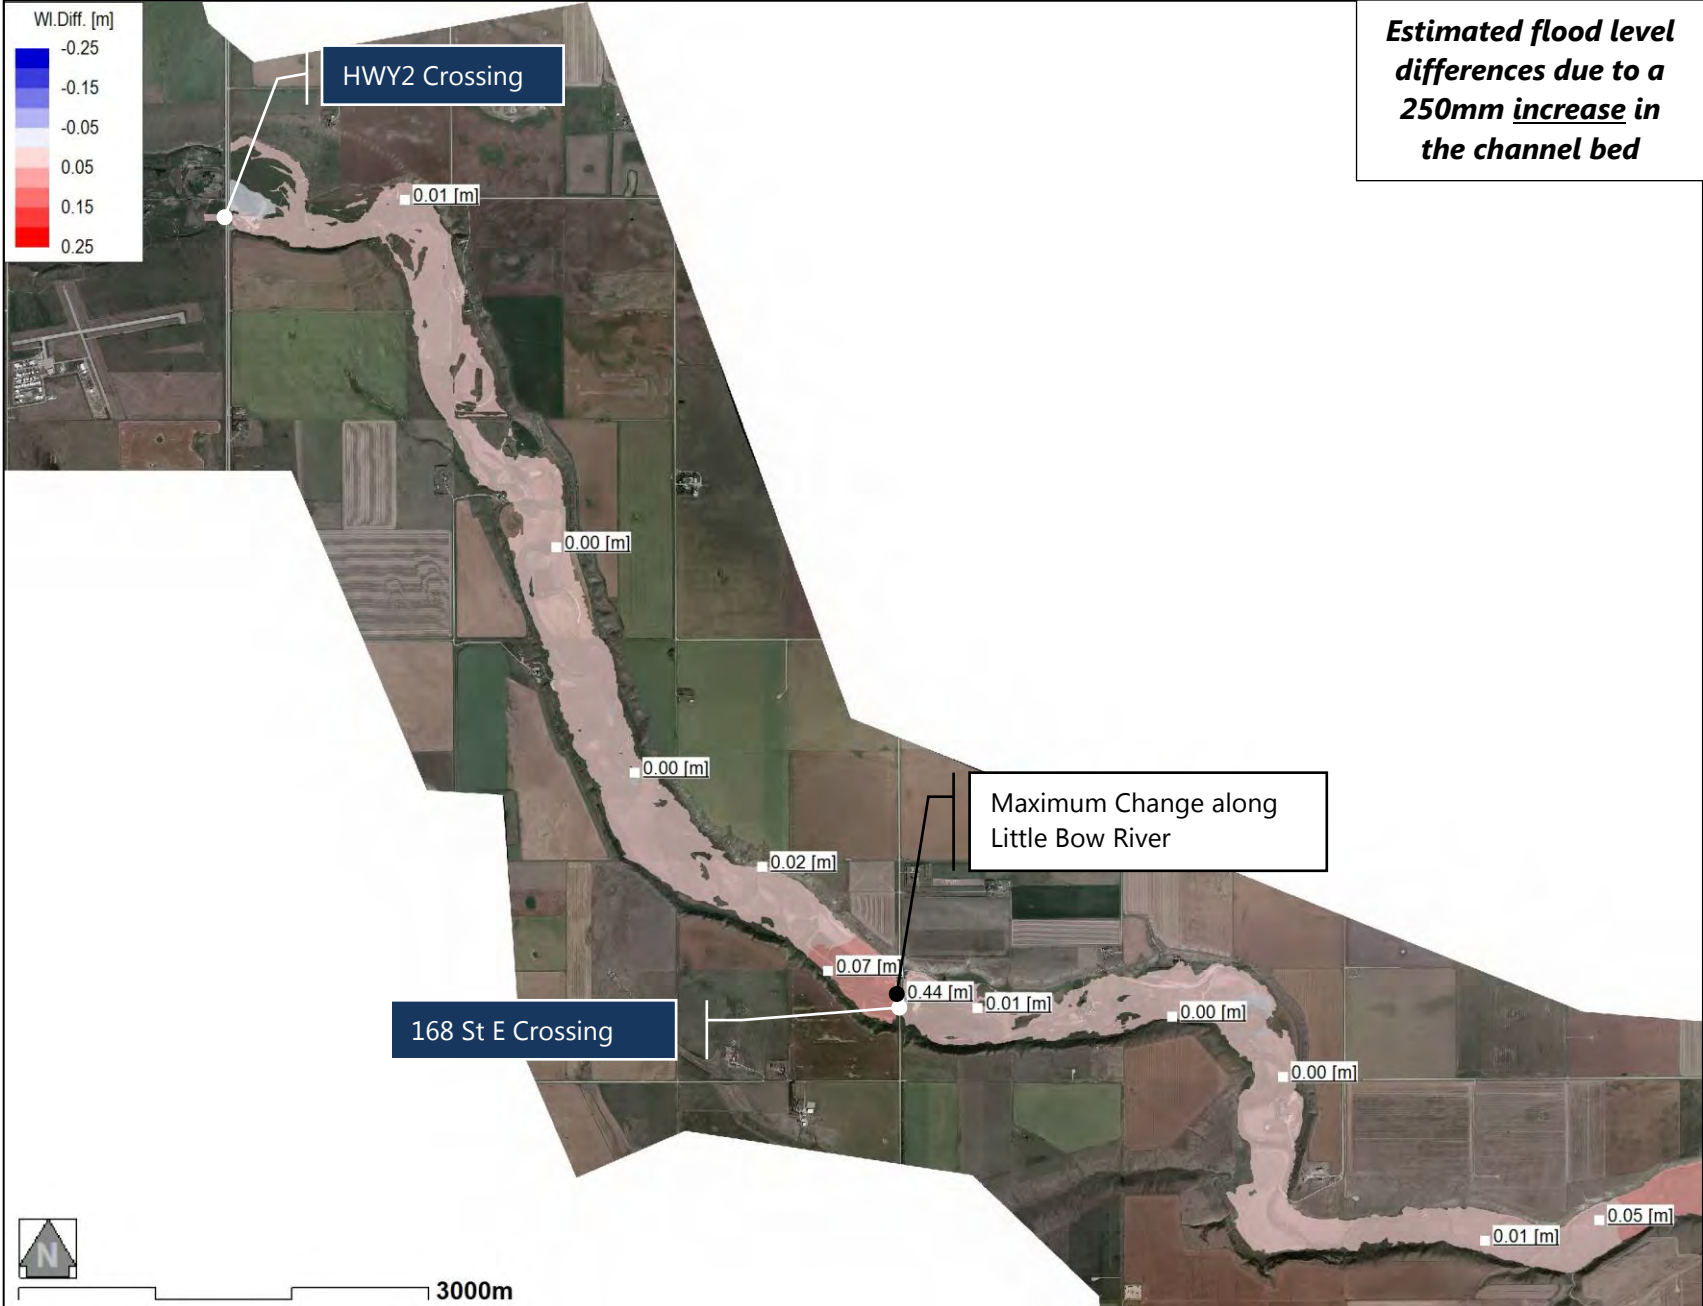 Wl.Diff. [m]
-0.25
-0.15
-0.05
0.05
0.15
0.25
HWY2 Crossing
Estimated flood level
differences due to a
250mm increase in
the channel bed
0.01 [m]
0.00 [m]
0.00 [m]
Maximum Change along
Little Bow River
0.02 [m]
0.07 [m]
0.44 [m]
0.01 [m]
0.00 [m]
168 St E Crossing
0.00 [m]
0.05 [m]
0.01 [m]
N
3000m